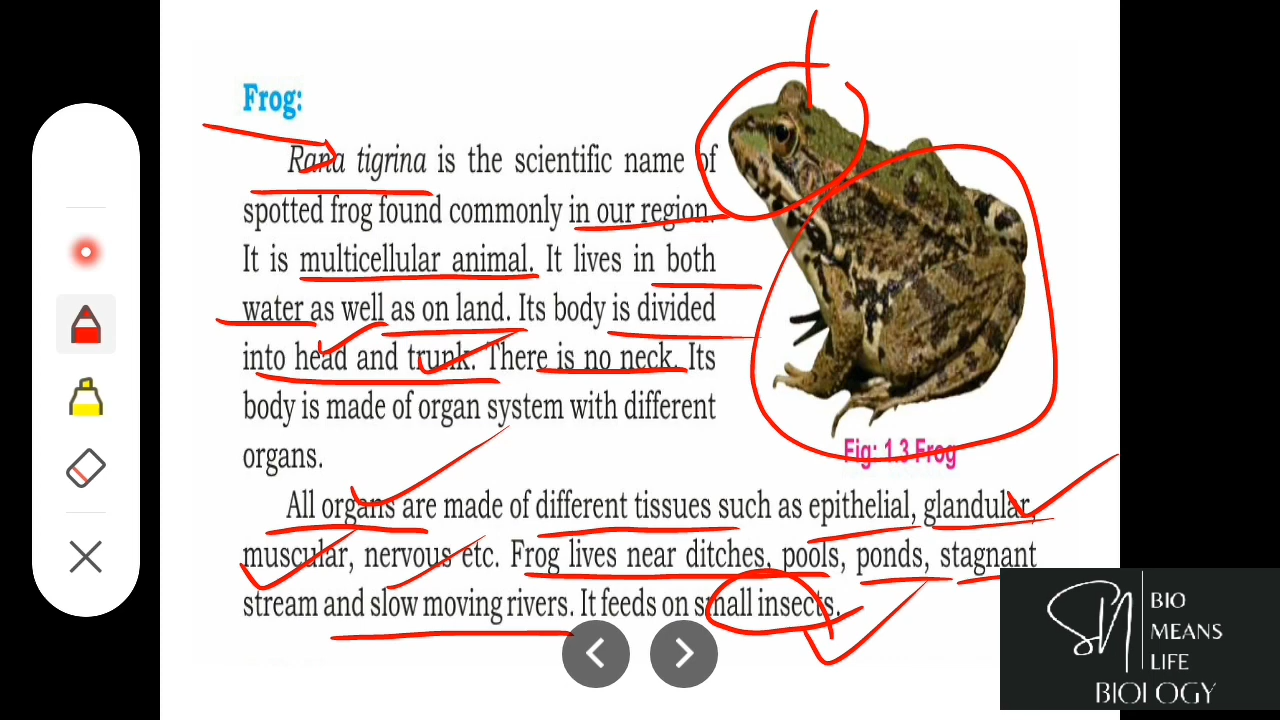 Frog:
Rana tigrina is the scientific name of
spotted frog found commonly in our region.
It is multicellular animal. It lives in both
water as well as on land. Its body is divided
into head and trunk. There is no neck. Its
body is made of organ system with different
organs.
Fig: 1.3 Frog
All organs are made of different tissues such as epithelial, glandular,
muscular, nervous etc. Frog lives near ditches, pools, ponds, stagnant
stream and slow moving rivers. It feeds on small insects.
BIO
MEANS
LIFE
BIOLOGY